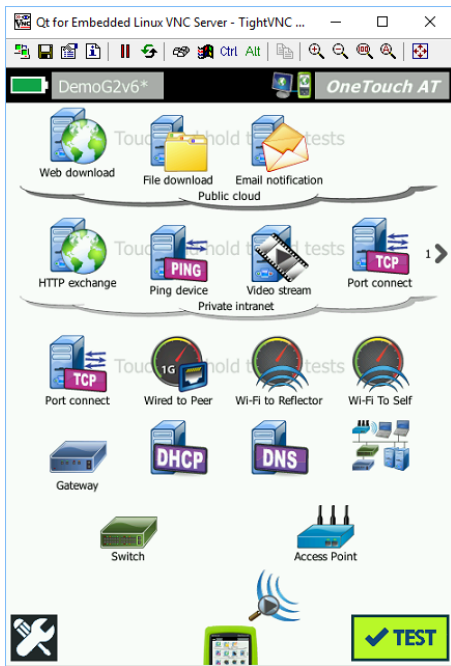 Qt for Embedded Linux VNC Server - TightVNC ...
Ctrl Alt
DemoG2v6*
OneTouch AT
Web download
File download
Email notification
Public cloud
HTTP exchange
PING
Ping device
Video stream
TCP
Port connect
1
Private intranet
TCP
Port connect
1G
Wired to Peer
Wi-Fi to Reflector
Wi-Fi To Self
Gateway
DHCP
DNS
Switch
Access Point
TEST